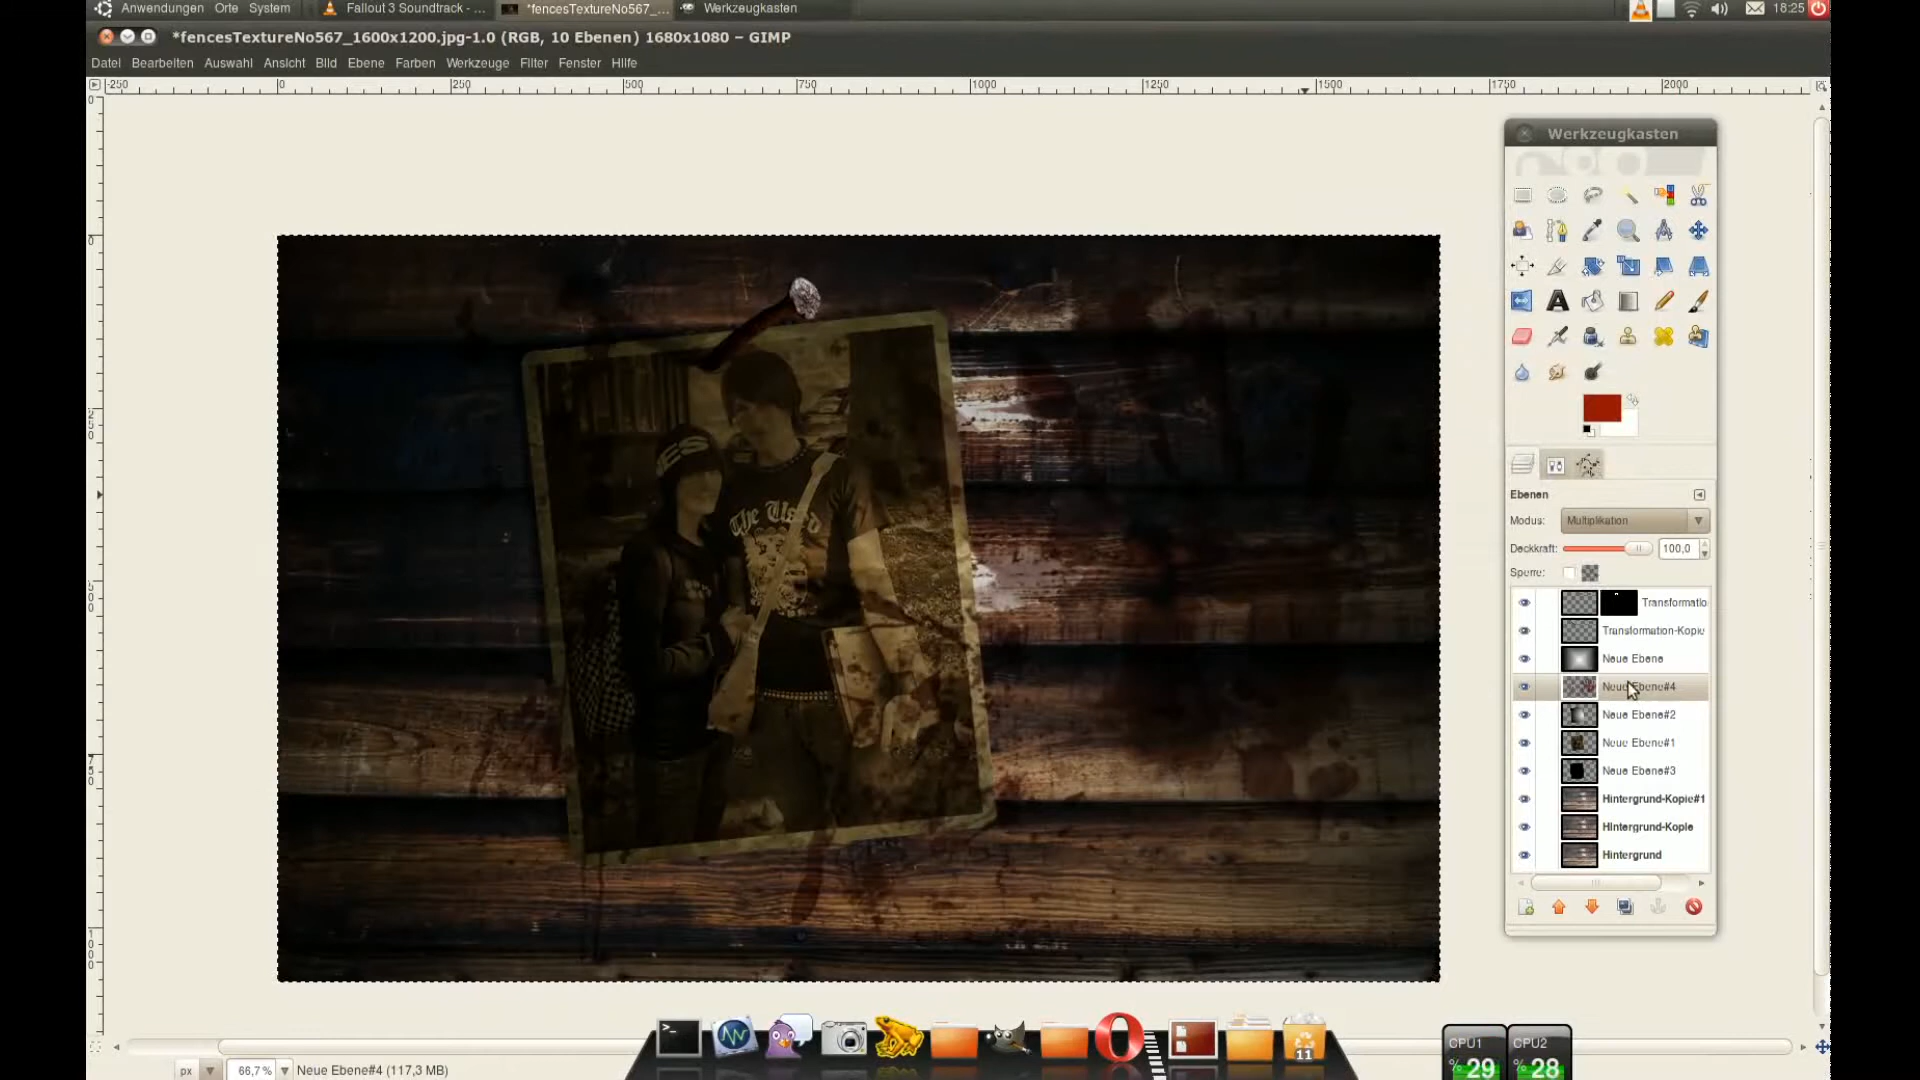 Anwendungen Orte System
Fallout 3 Soundtrack - ...
*fencesTextureNo567_...
Werkzeugkasten
18:25
*fencesTextureNo567_1600x1200.jpg-1.0 (RGB, 10 Ebenen) 1680x1080 – GIMP
Datei Bearbeiten Auswahl Ansicht Bild Ebene Farben Werkzeuge Filter Fenster Hilfe
-250 0 250 500 750 1000 1250 1500 1750 2000
Werkzeugkasten
Ebenen
Modus: Multiplikation
Deckkraft: 100,0
Sperre:
Transformatio
Transformation-Kopie
Neue Ebene
Neue Ebene#4
Neue Ebene#2
Neue Ebene#1
Neue Ebene#3
Hintergrund-Kopie#1
Hintergrund-Kopie
Hintergrund
ES
The Used
11
CPU1 CPU2
% 29 % 28
px 66,7% Neue Ebene#4 (117,3 MB)